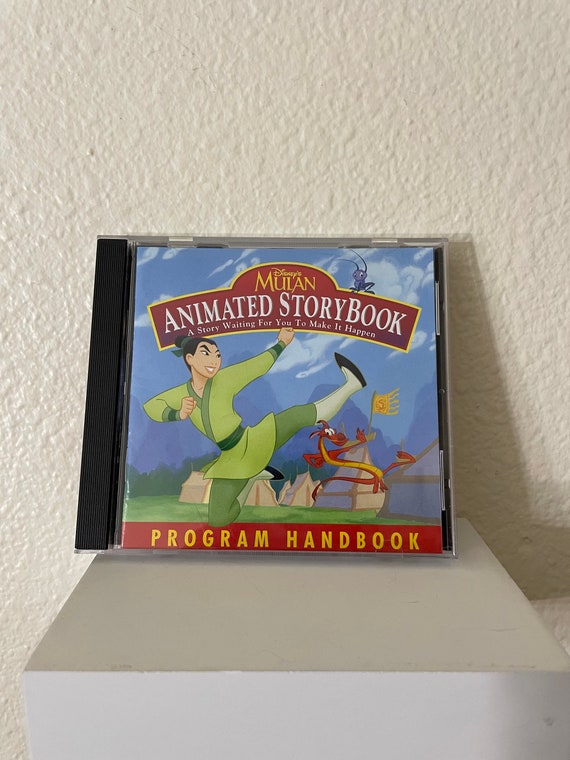 Disney's
MULAN
ANIMATED STORYBOOK
A Story Waiting For You To Make It Happen
PROGRAM HANDBOOK